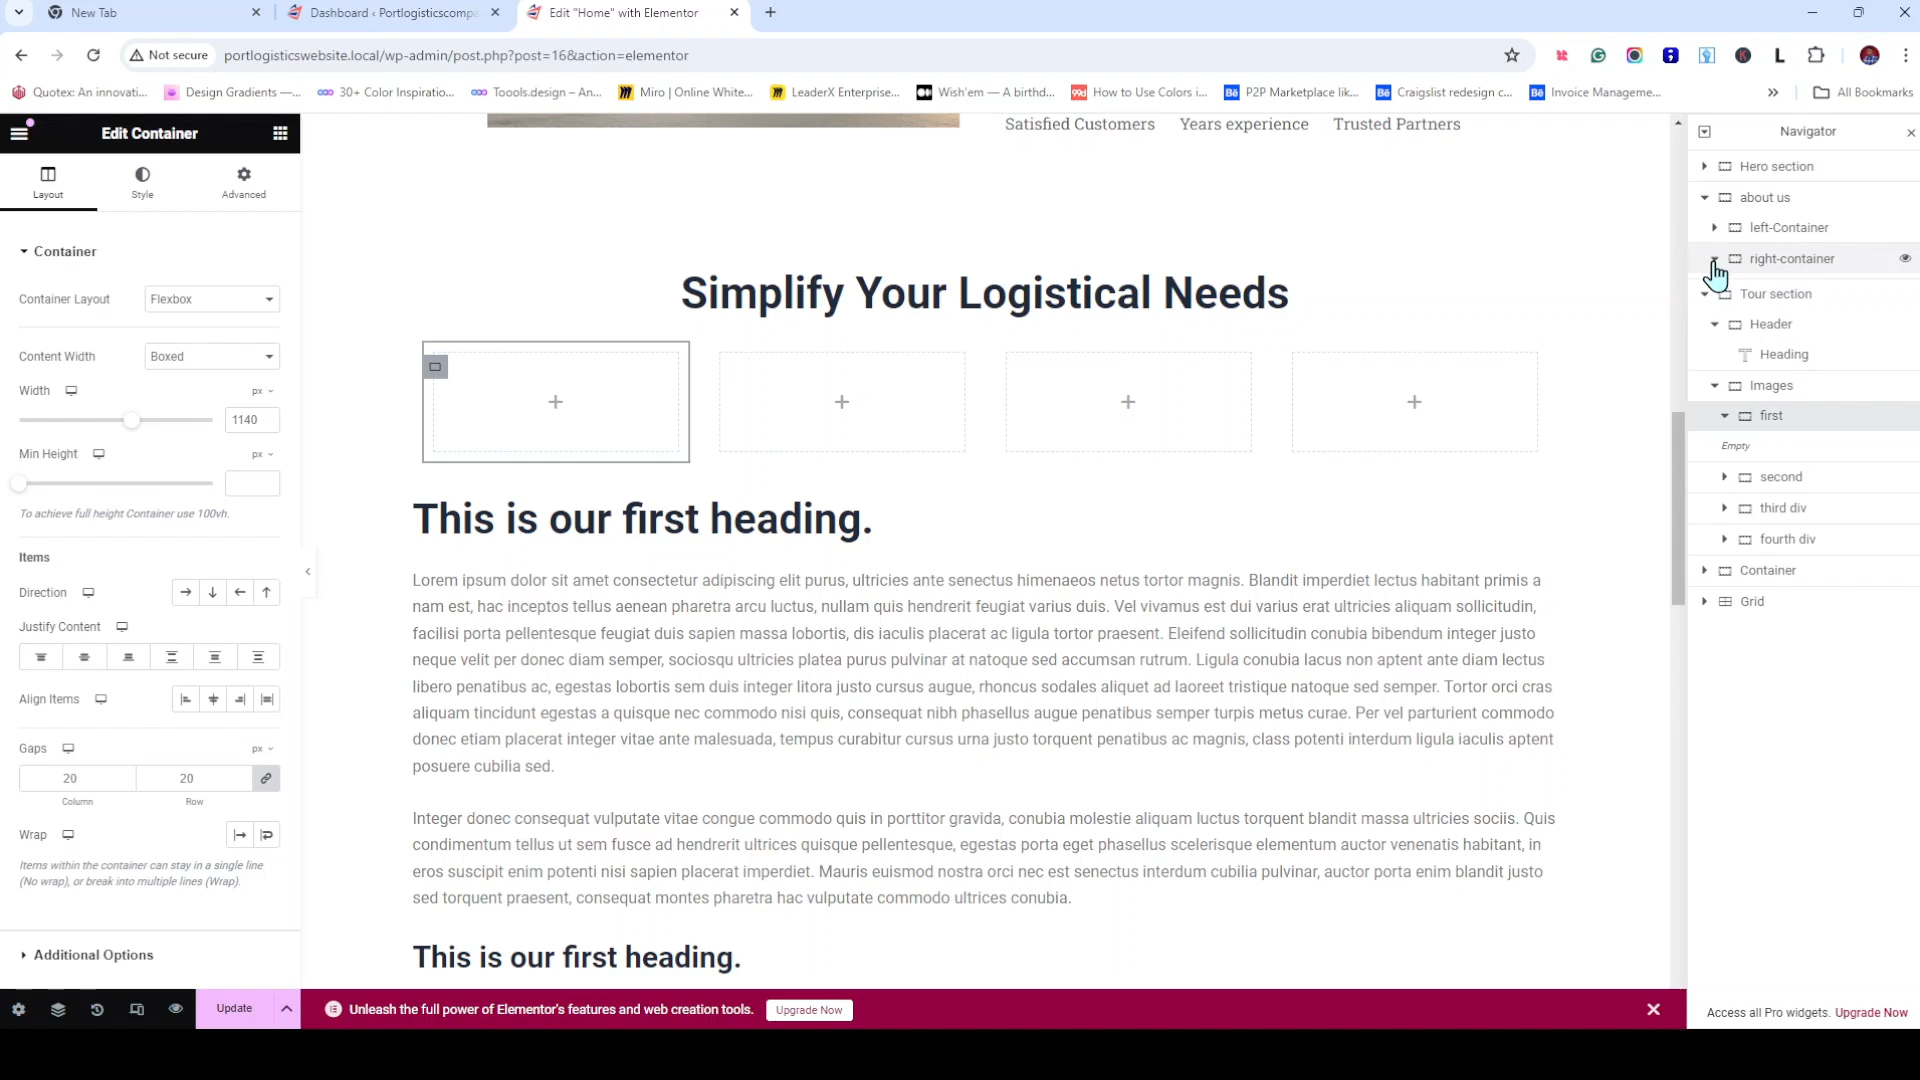 New Tab
Dashboard ‹ Portlogisticscompa
Edit "Home" with Elementor
Not secure
portlogisticswebsite.local/wp-admin/post.php?post=16&action=elementor
Quotex: An innovati...
Design Gradients —...
30+ Color Inspiratio...
Toools.design – An...
Miro | Online White...
LeaderX Enterprise...
Wish'em — A birthd...
How to Use Colors i...
P2P Marketplace lik...
Craigslist redesign c...
Invoice Manageme...
All Bookmarks
Edit Container
Layout
Style
Advanced
Container
Container Layout
Flexbox
Content Width
Boxed
Width
px
1140
Min Height
px
To achieve full height Container use 100vh.
Items
Direction
Justify Content
Align Items
Gaps
px
20
20
Column
Row
Wrap
Items within the container can stay in a single line
(No wrap), or break into multiple lines (Wrap).
Additional Options
Update
Satisfied Customers
Years experience
Trusted Partners
Simplify Your Logistical Needs
This is our first heading.
Lorem ipsum dolor sit amet consectetur adipiscing elit purus, ultricies ante senectus himenaeos netus tortor magnis. Blandit imperdiet lectus habitant primis a
nam est, hac inceptos tellus aenean pharetra arcu luctus, nullam quis hendrerit feugiat varius duis. Vel vivamus est dui varius erat ultricies aliquam sollicitudin,
facilisi porta pellentesque feugiat duis sapien massa lobortis, dis iaculis placerat ac ligula tortor praesent. Eleifend sollicitudin conubia bibendum integer justo
neque velit per donec diam semper, sociosqu ultricies platea purus pulvinar at natoque sed accumsan rutrum. Ligula conubia lacus non aptent ante diam lectus
libero penatibus ac, egestas lobortis sem duis integer litora justo cursus augue, rhoncus sodales aliquet ad laoreet tristique natoque sed semper. Tortor orci cras
aliquam tincidunt egestas a quisque nec commodo nisi quis, consequat nibh phasellus augue penatibus semper turpis metus curae. Per vel parturient commodo
donec etiam placerat integer vitae ante malesuada, tempus curabitur cursus urna justo torquent penatibus ac magnis, class potenti interdum ligula iaculis aptent
posuere cubilia sed.
Integer donec consequat vulputate vitae congue commodo quis in porttitor gravida, conubia molestie aliquam luctus torquent blandit massa ultricies sociis. Quis
condimentum tellus ut sem fusce ad hendrerit ultrices quisque pellentesque, egestas porta eget phasellus scelerisque elementum auctor venenatis habitant, in
eros suscipit enim potenti nisi sapien placerat imperdiet. Mauris euismod nostra orci nec est senectus interdum cubilia pulvinar, auctor porta enim blandit justo
sed torquent praesent, consequat montes pharetra hac vulputate commodo ultrices conubia.
This is our first heading.
Unleash the full power of Elementor's features and web creation tools.
Upgrade Now
Navigator
Hero section
about us
left-Container
right-container
Tour section
Header
Heading
Images
first
Empty
second
third div
fourth div
Container
Grid
Access all Pro widgets. Upgrade Now